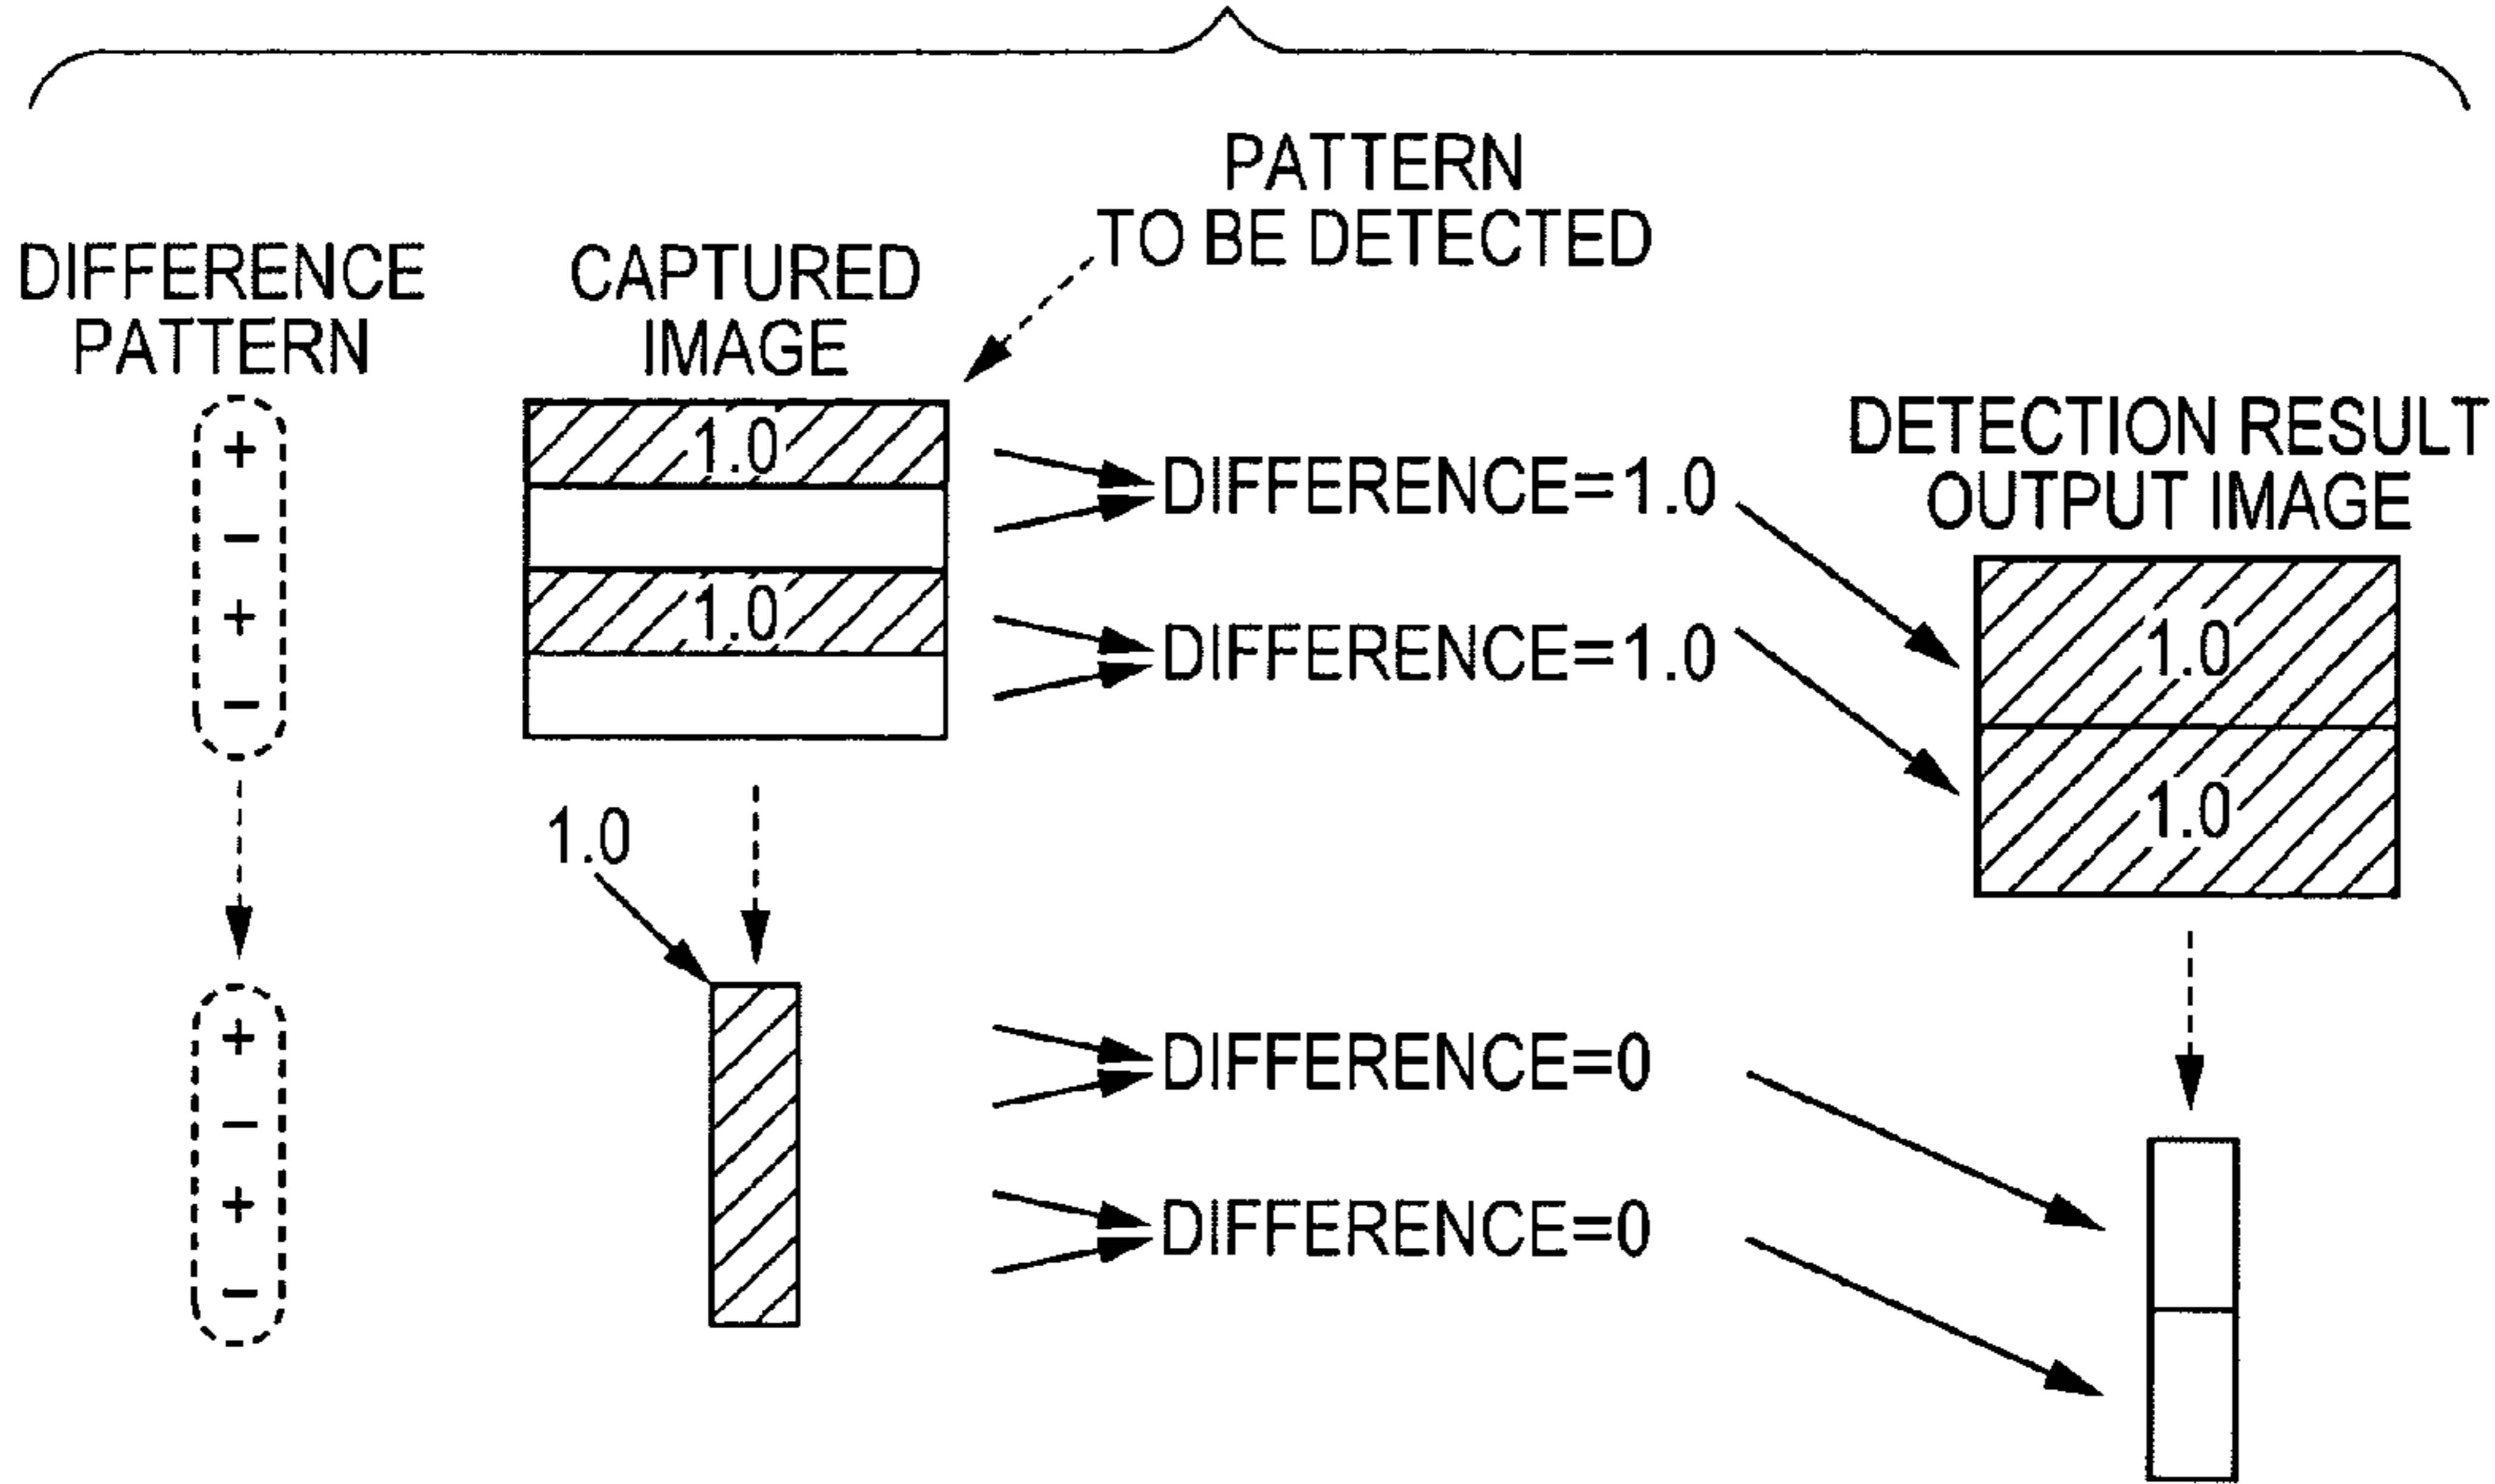 PATTERN
TO BE DETECTED
DIFFERENCE
PATTERN
CAPTURED
IMAGE
DETECTION RESULT
OUTPUT IMAGE
+
−
+
−
1.0
1.0
DIFFERENCE=1.0
DIFFERENCE=1.0
1.0
1.0
1.0
+
−
+
−
DIFFERENCE=0
DIFFERENCE=0